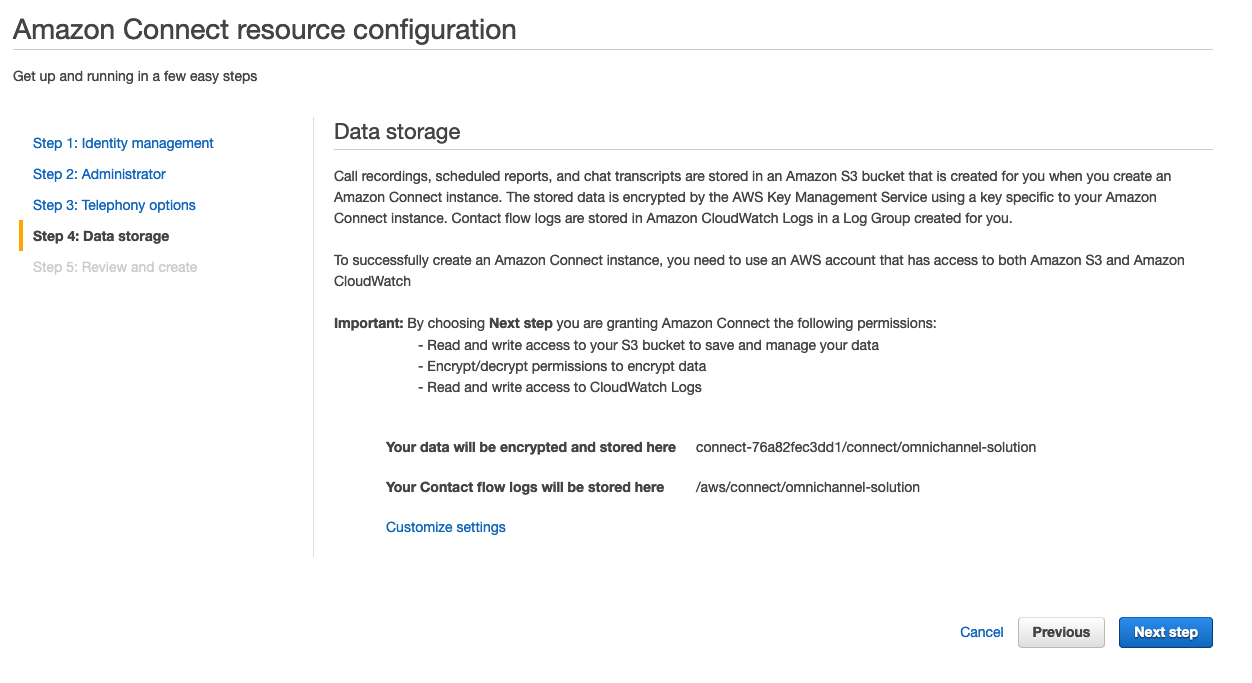 Amazon Connect resource configuration
Get up and running in a few easy steps
Step 1: Identity management
Step 2: Administrator
Step 3: Telephony options
Step 4: Data storage
Step 5: Review and create
Data storage
Call recordings, scheduled reports, and chat transcripts are stored in an Amazon S3 bucket that is created for you when you create an
Amazon Connect instance. The stored data is encrypted by the AWS Key Management Service using a key specific to your Amazon
Connect instance. Contact flow logs are stored in Amazon CloudWatch Logs in a Log Group created for you.
To successfully create an Amazon Connect instance, you need to use an AWS account that has access to both Amazon S3 and Amazon
CloudWatch
Important: By choosing Next step you are granting Amazon Connect the following permissions:
- Read and write access to your S3 bucket to save and manage your data
- Encrypt/decrypt permissions to encrypt data
- Read and write access to CloudWatch Logs
Your data will be encrypted and stored here connect-76a82fec3dd1/connect/omnichannel-solution
Your Contact flow logs will be stored here /aws/connect/omnichannel-solution
Customize settings
Cancel Previous Next step